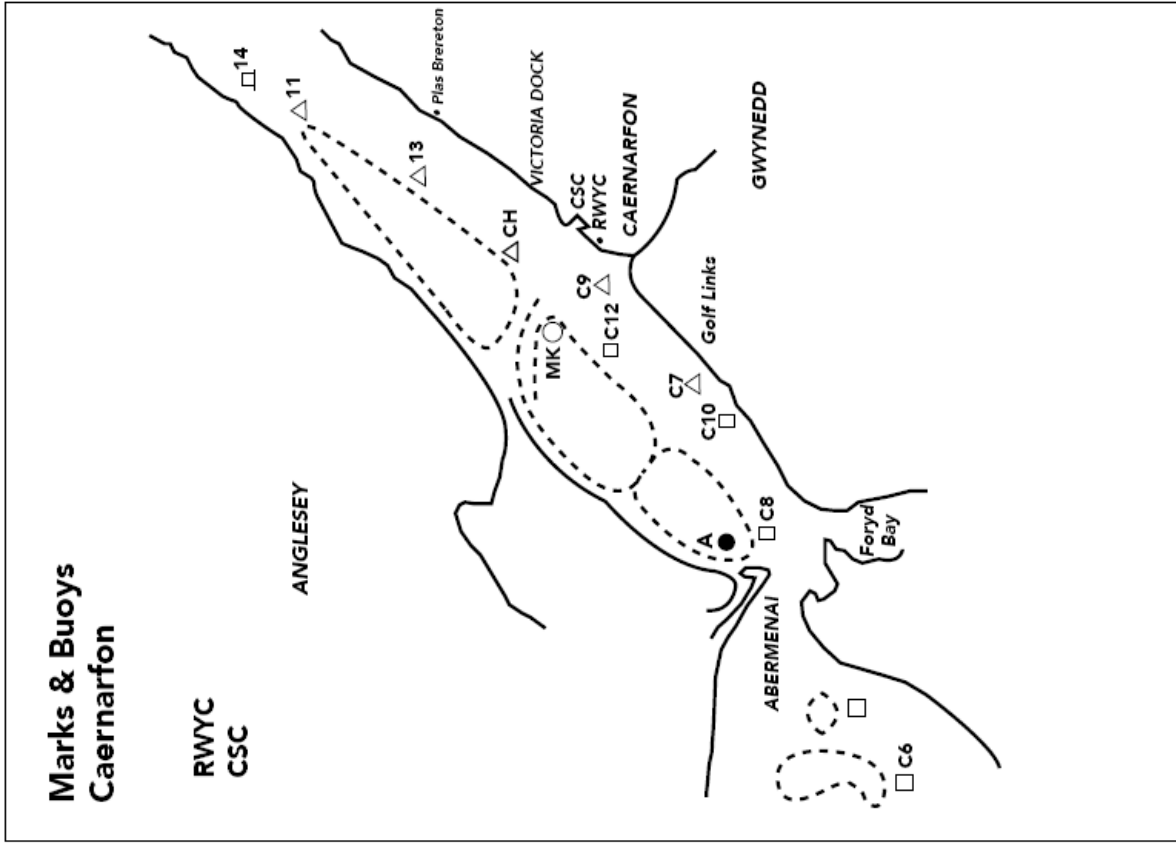 Marks & Buoys
Caernarfon
RWYC
CSC
ANGLESEY
14
11
13
Plas Brereton
VICTORIA DOCK
CH
CSC
RWYC
CAERNARFON
GWYNEDD
C9
MK
C12
Golf Links
C7
C10
A
C8
Foryd
Bay
ABERMENAI
C6